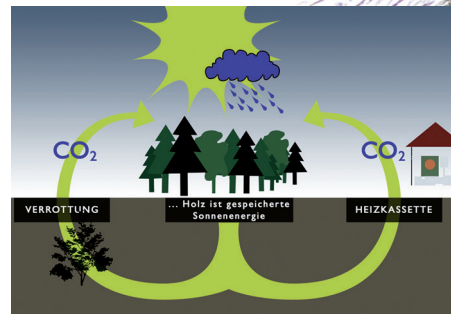 CO2
CO2
VERROTTUNG
... Holz ist gespeicherte
Sonnenenergie
HEIZKASSETTE